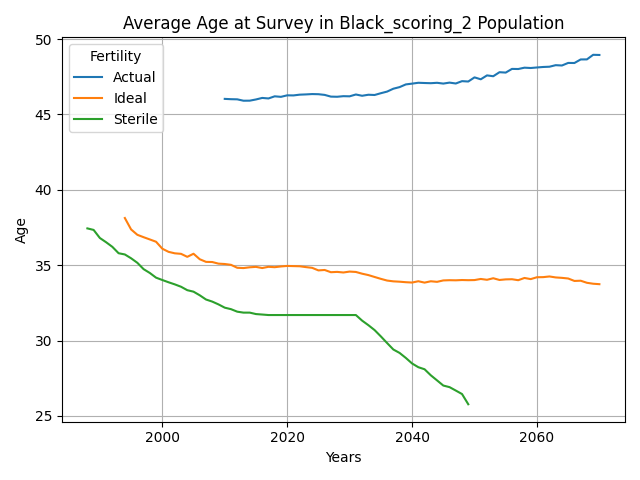 Average Age at Survey in Black_scoring_2 Population
50
45
40
35
30
25
Age
Fertility
Actual
Ideal
Sterile
2000
2020
2040
2060
Years